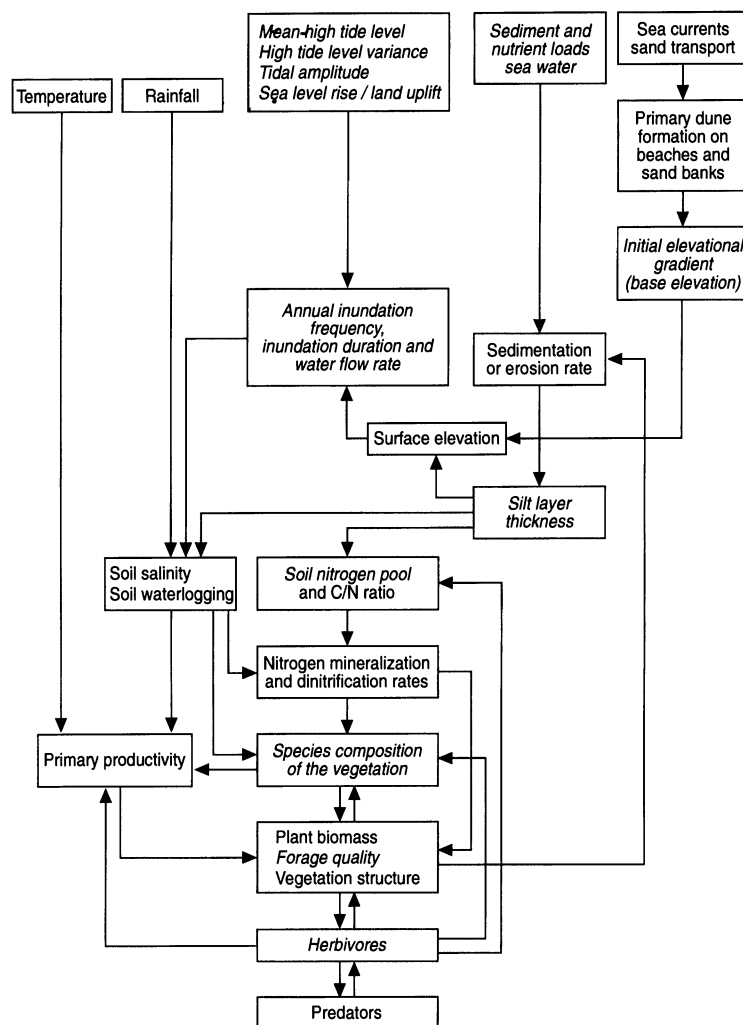 Mean-high tide level
High tide level variance
Tidal amplitude
Sea level rise / land uplift
Sediment and
nutrient loads
sea water
Sea currents
sand transport
Temperature
Rainfall
Primary dune
formation on
beaches and
sand banks
Initial elevational
gradient
(base elevation)
Annual inundation
frequency,
inundation duration and
water flow rate
Sedimentation
or erosion rate
Surface elevation
Silt layer
thickness
Soil salinity
Soil waterlogging
Soil nitrogen pool
and C/N ratio
Nitrogen mineralization
and dinitrification rates
Primary productivity
Species composition
of the vegetation
Plant biomass
Forage quality
Vegetation structure
Herbivores
Predators